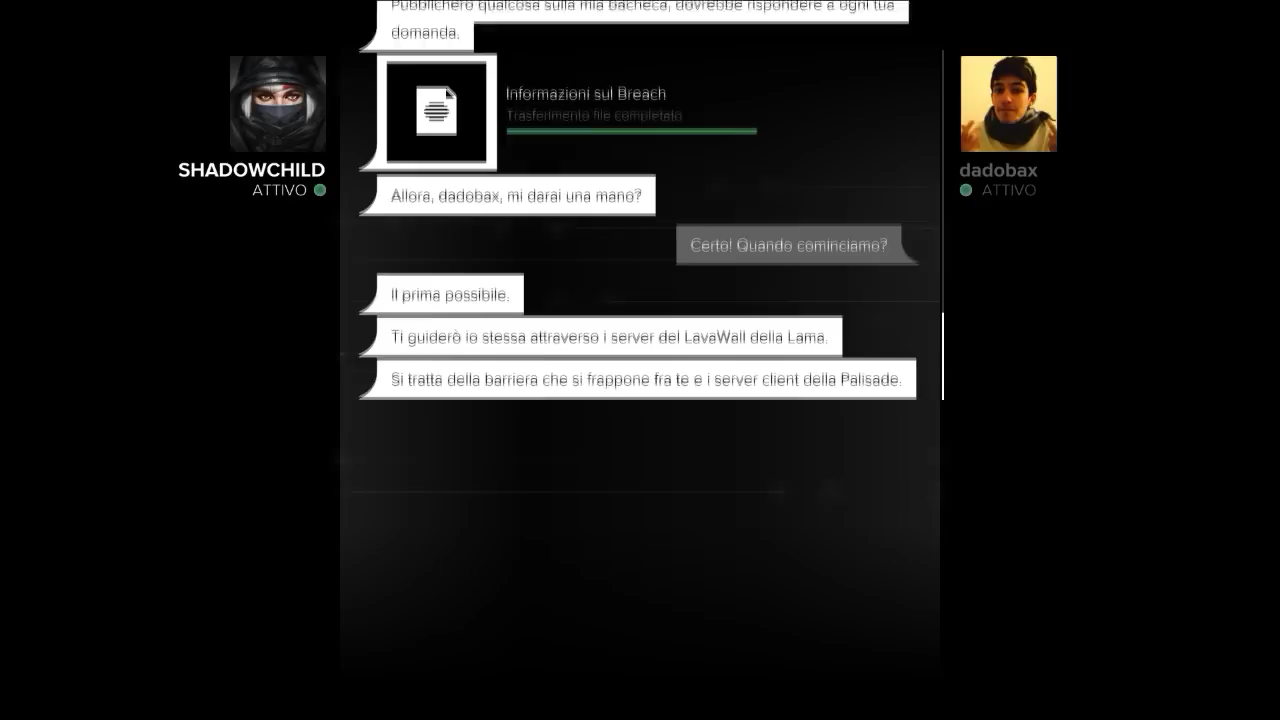 Pubblicherò qualcosa sulla mia bacheca, dovrebbe rispondere a ogni tua
domanda.
Informazioni sul Breach
Trasferimento file completato
SHADOWCHILD
ATTIVO
dadobax
ATTIVO
Allora, dadobax, mi darai una mano?
Certo! Quando cominciamo?
Il prima possibile.
Ti guiderò io stessa attraverso i server del LavaWall della Lama.
Si tratta della barriera che si frappone fra te e i server client della Palisade.